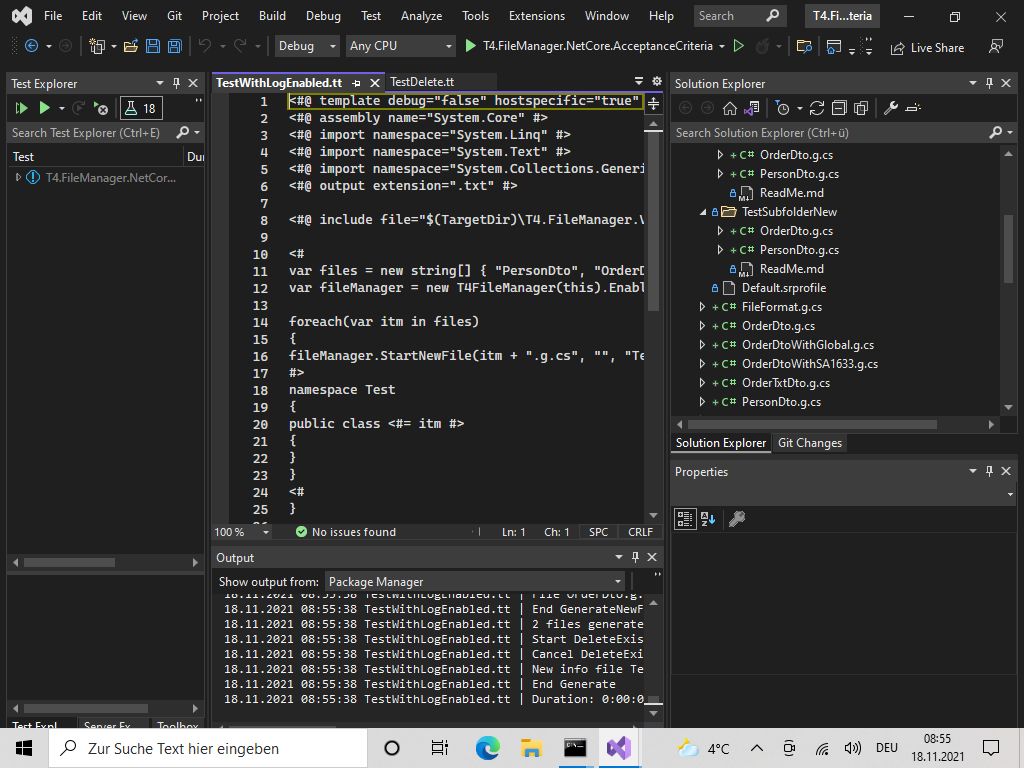 File Edit View Git Project Build Debug Test Analyze Tools Extensions Window Help Search T4.Fi...teria
Debug Any CPU T4.FileManager.NetCore.AcceptanceCriteria Live Share
Test Explorer
18
Search Test Explorer (Ctrl+E)
Test Dur
T4.FileManager.NetCor...
Test Expl... Server Ex... Toolbox
TestWithLogEnabled.tt TestDelete.tt
1 <#@ template debug="false" hostspecific="true"
2 <#@ assembly name="System.Core" #>
3 <#@ import namespace="System.Linq" #>
4 <#@ import namespace="System.Text" #>
5 <#@ import namespace="System.Collections.Generi
6 <#@ output extension=".txt" #>
7
8 <#@ include file="$(TargetDir)\T4.FileManager.V
9
10 <#
11 var files = new string[] { "PersonDto", "OrderD
12 var fileManager = new T4FileManager(this).Enabl
13
14 foreach(var itm in files)
15 {
16 fileManager.StartNewFile(itm + ".g.cs", "", "Te
17 #>
18 namespace Test
19 {
20 public class <#= itm #>
21 {
22 }
23 }
24 <#
25 }
100 % No issues found Ln: 1 Ch: 1 SPC CRLF
Output
Show output from: Package Manager
18.11.2021 08:55:38 TestWithLogEnabled.tt | File OrderDto.g.
18.11.2021 08:55:38 TestWithLogEnabled.tt | End GenerateNewF
18.11.2021 08:55:38 TestWithLogEnabled.tt | 2 files generate
18.11.2021 08:55:38 TestWithLogEnabled.tt | Start DeleteExis
18.11.2021 08:55:38 TestWithLogEnabled.tt | Cancel DeleteExi
18.11.2021 08:55:38 TestWithLogEnabled.tt | New info file Te
18.11.2021 08:55:38 TestWithLogEnabled.tt | End Generate
18.11.2021 08:55:38 TestWithLogEnabled.tt | Duration: 0:00:0
Solution Explorer
Search Solution Explorer (Ctrl+ü)
+ C# OrderDto.g.cs
+ C# PersonDto.g.cs
ReadMe.md
TestSubfolderNew
+ C# OrderDto.g.cs
+ C# PersonDto.g.cs
ReadMe.md
Default.srprofile
+ C# FileFormat.g.cs
+ C# OrderDto.g.cs
+ C# OrderDtoWithGlobal.g.cs
+ C# OrderDtoWithSA1633.g.cs
+ C# OrderTxtDto.g.cs
+ C# PersonDto.g.cs
Solution Explorer Git Changes
Properties
Zur Suche Text hier eingeben
4°C DEU 08:55
18.11.2021